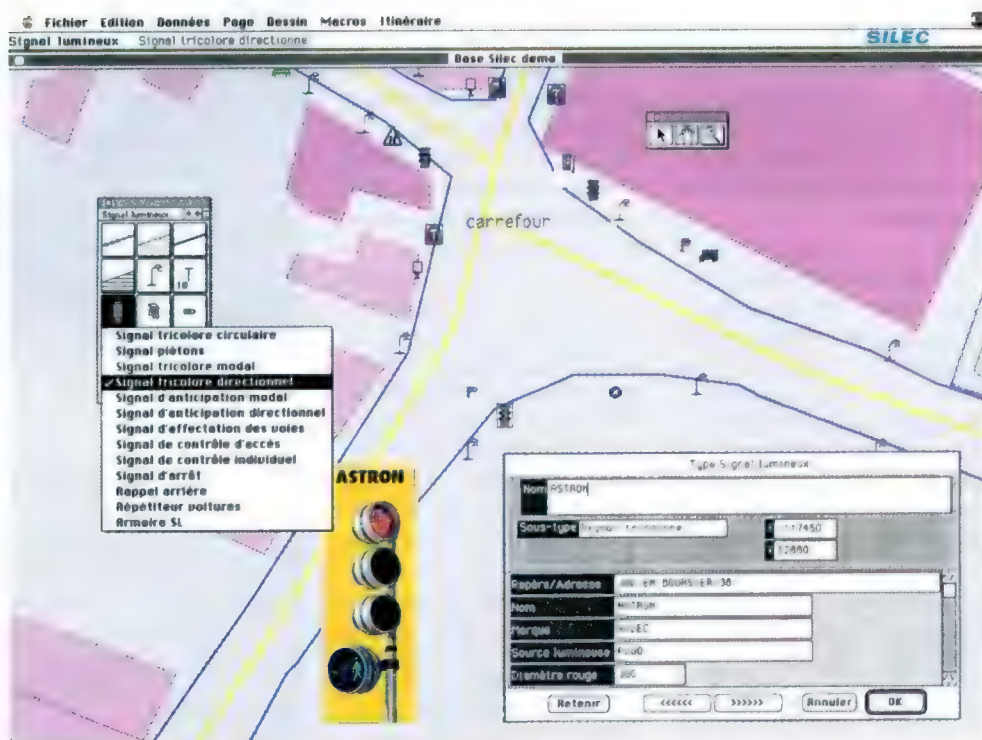 Fichier Edition Données Page Dessin Macros Itinéraire
Signal lumineux Signal tricolore directionne
SILEC
Base Silec demo
Signal lumineux
10
carrefour
Signal tricolore circulaire
Signal piétons
Signal tricolore modal
✓Signal tricolore directionnel
Signal d'anticipation modal
Signal d'anticipation directionnel
Signal d'affectation des voies
Signal de contrôle d'accès
Signal de contrôle individuel
Signal d'arrêt
Rappel arrière
Répétiteur voitures
Armoire SL
ASTRON
P
P
Type Signal lumineux
Nom ASTRON
Sous-type Signal tricolore
117450
12880
Repère/Adresse
Nom ASTRON
Marque SILEC
Source lumineuse
Diamètre rouge
Retenir <<<<<< >>>>>> Annuler OK